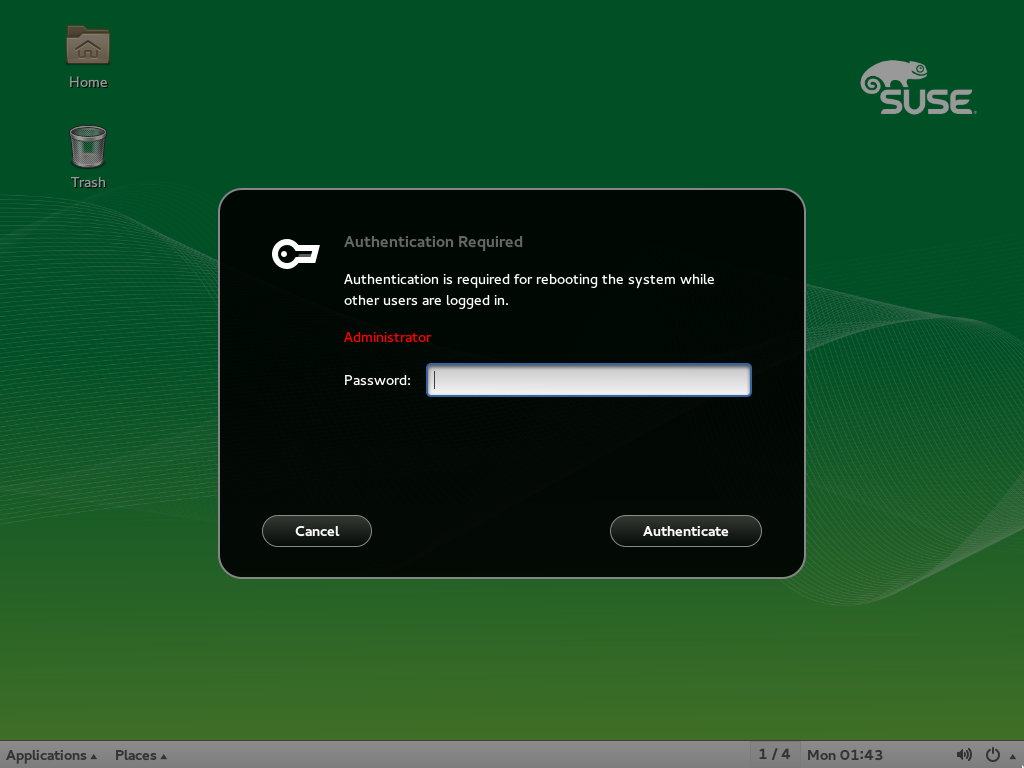 Home
SUSE
Trash
Authentication Required
Authentication is required for rebooting the system while
other users are logged in.
Administrator
Password:
Cancel
Authenticate
Applications
Places
1 / 4
Mon 01:43